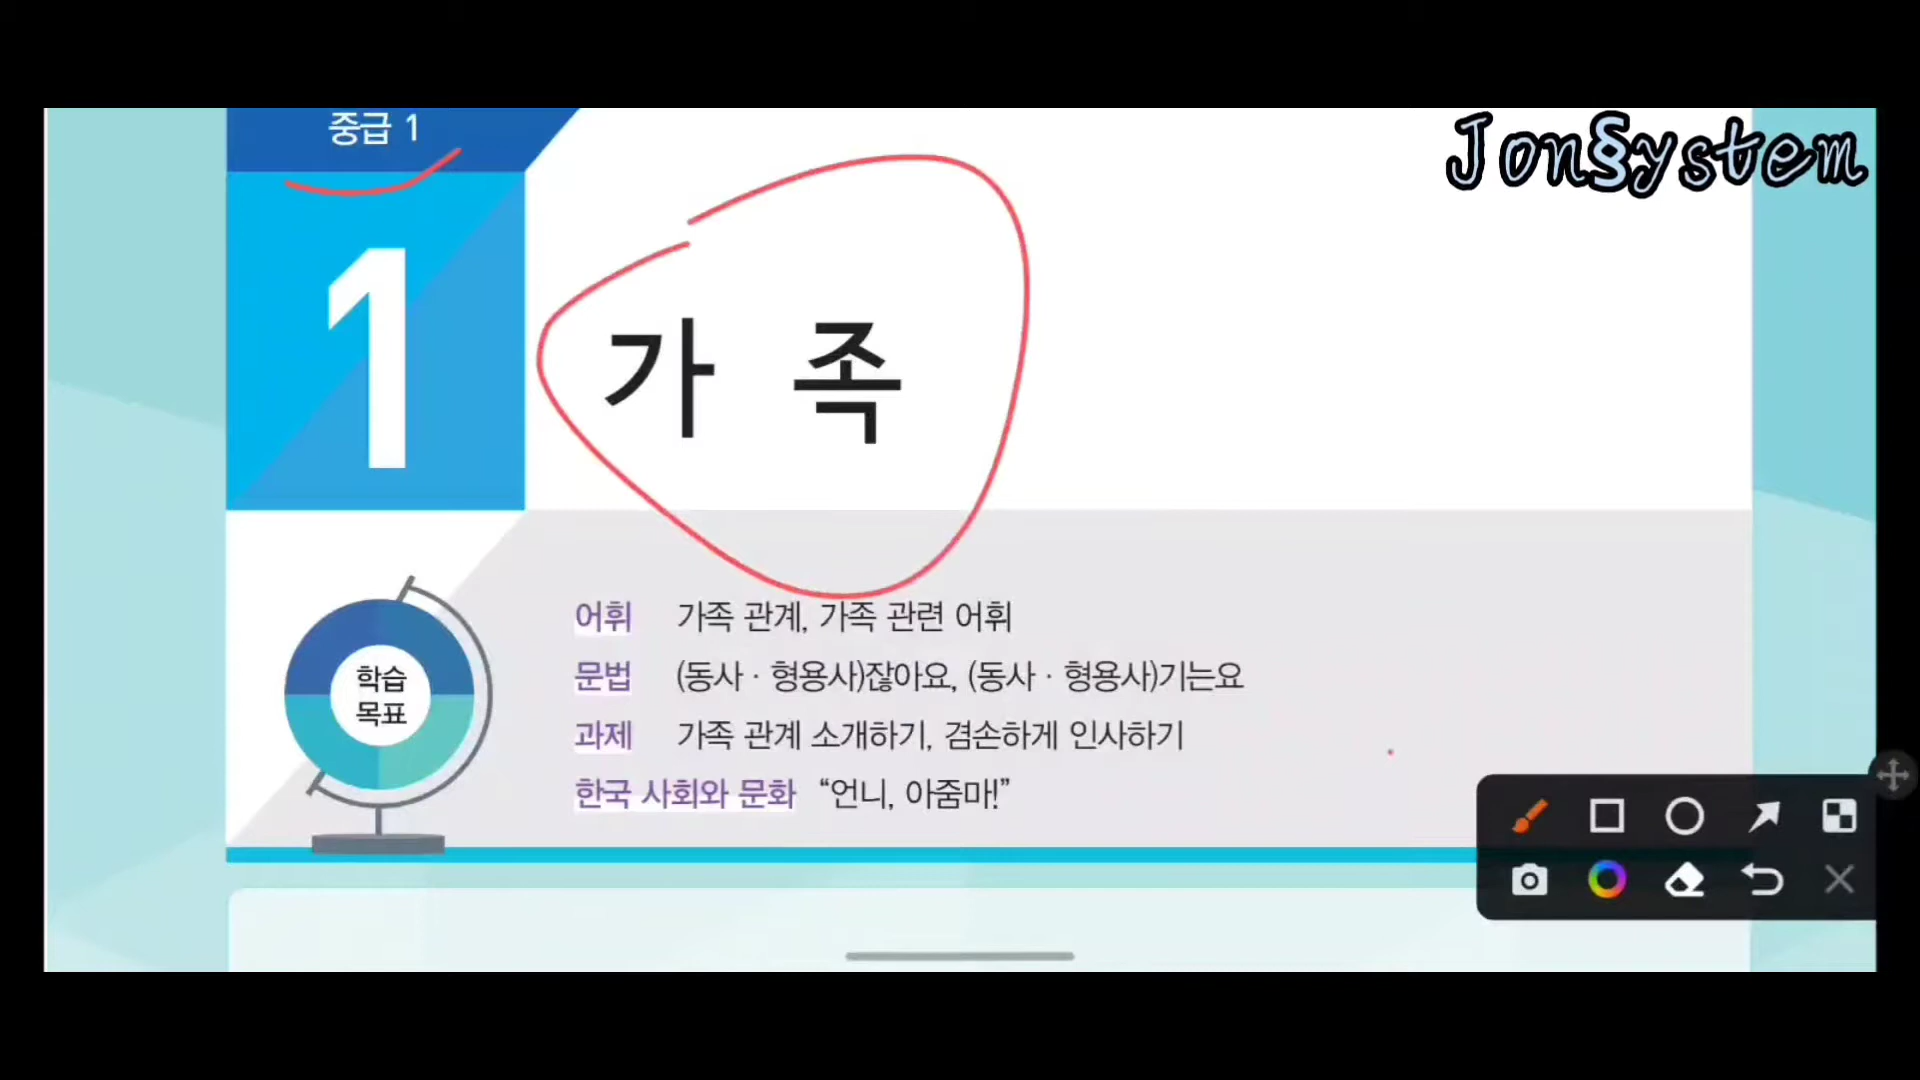 중급 1
JonSystem
1
가 족
학습
목표
어휘 가족 관계, 가족 관련 어휘
문법 (동사 · 형용사)잖아요, (동사 · 형용사)기는요
과제 가족 관계 소개하기, 겸손하게 인사하기
한국 사회와 문화 “언니, 아줌마!”